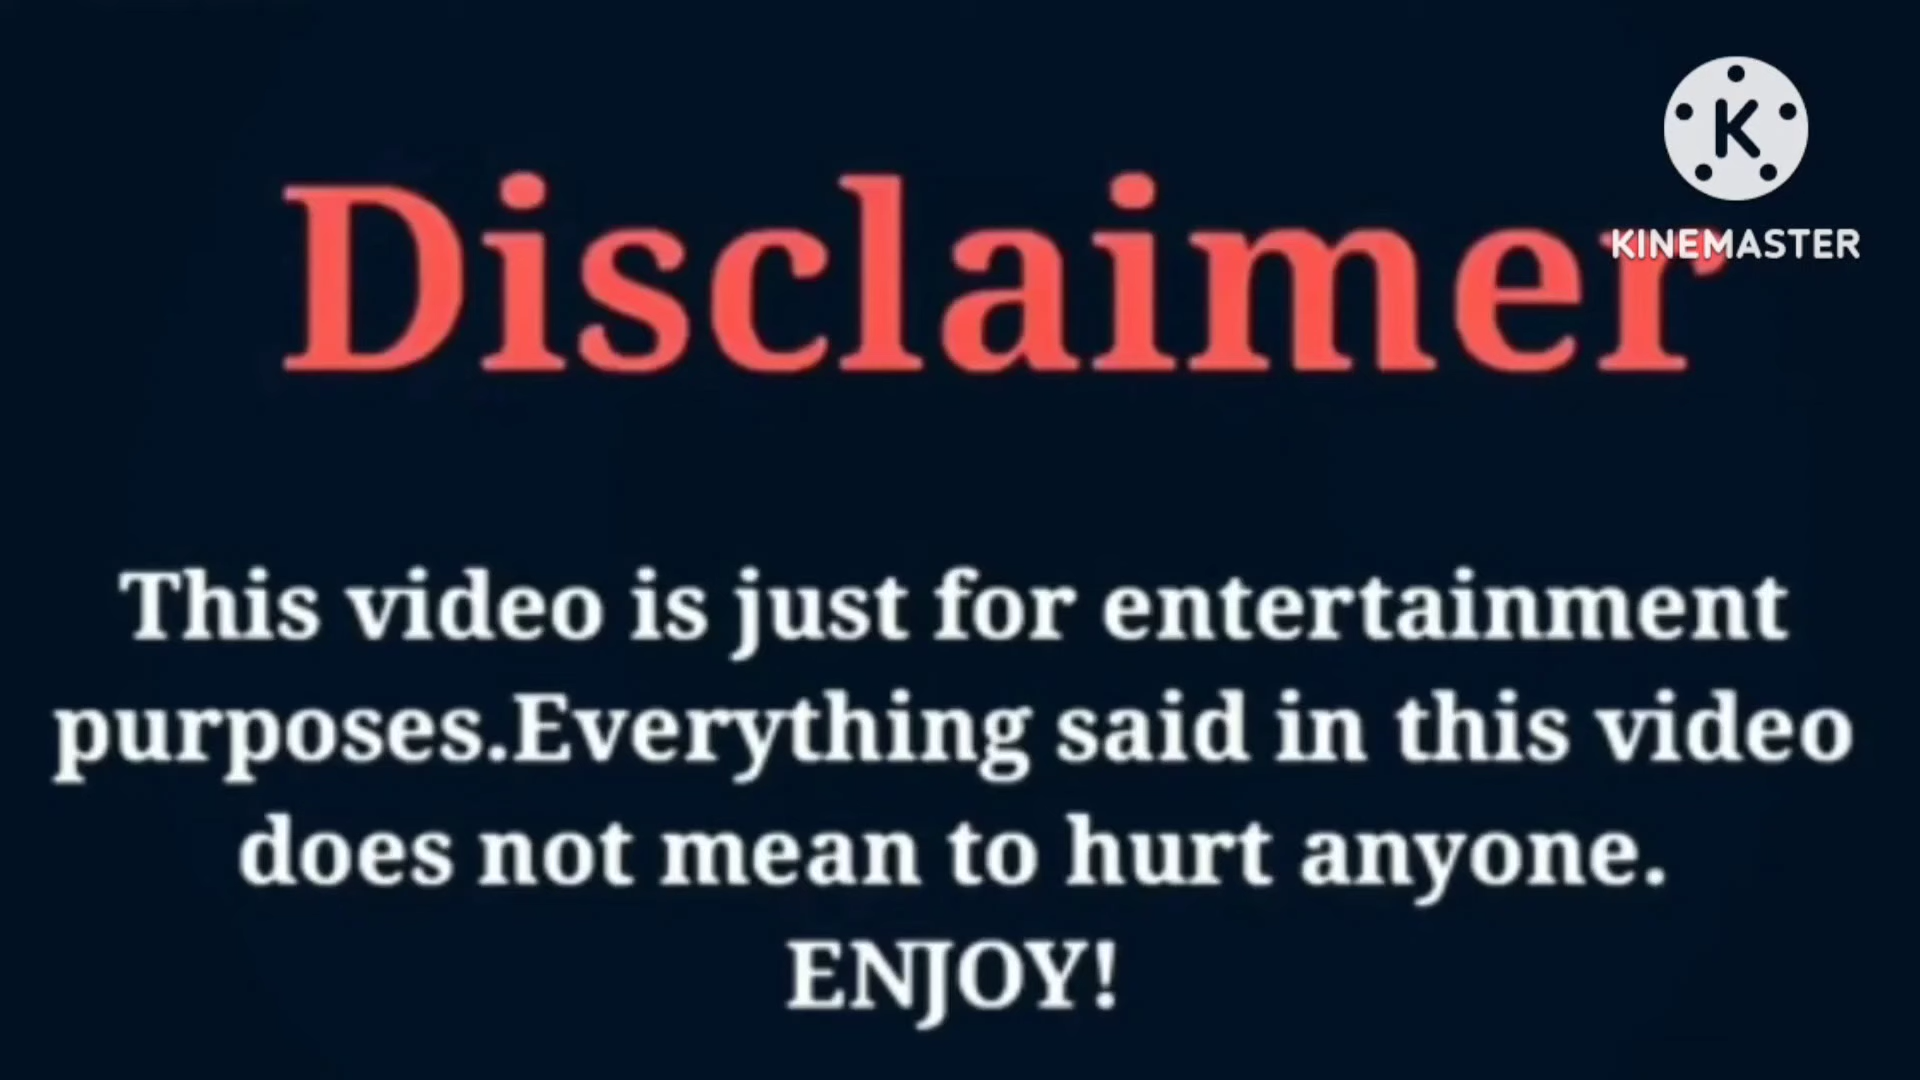 K
KINEMASTER
Disclaimer
This video is just for entertainment
purposes.Everything said in this video
does not mean to hurt anyone.
ENJOY!